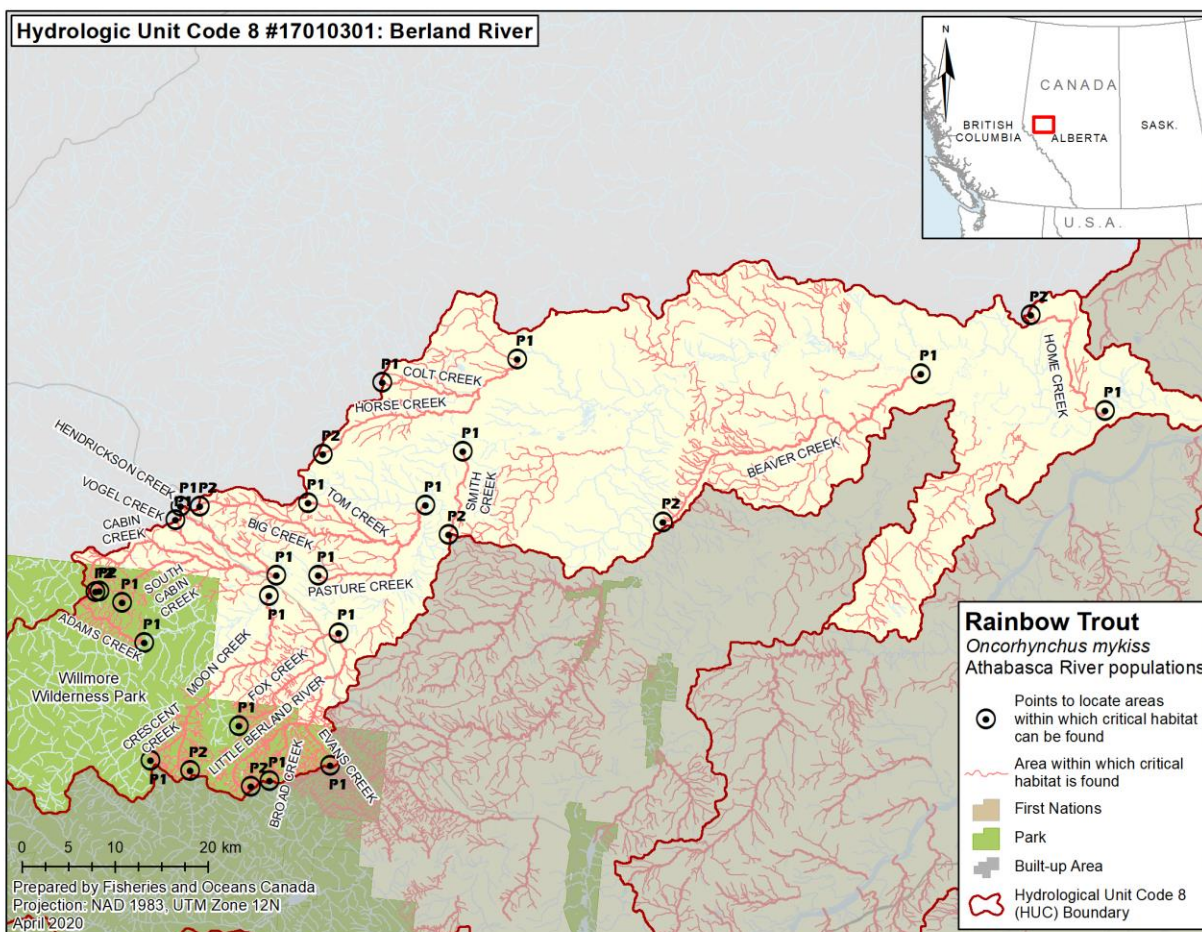 Hydrologic Unit Code 8 #17010301: Berland River
N
CANADA
BRITISH
COLUMBIA
ALBERTA
SASK.
U.S.A.
P2
P1
HOME CREEK
P1
P1
BEAVER CREEK
P2
P1
COLT CREEK
P1
HORSE CREEK
P2
P1
SMITH
CREEK
P2
P1
TOM CREEK
P1
HENDRICKSON CREEK
P1
P2
VOGEL CREEK
P1
CABIN
CREEK
BIG CREEK
P1
P1
PASTURE CREEK
P1
SOUTH
CABIN
CREEK
P2
P1
ADAMS CREEK
P1
P1
Willmore
Wilderness Park
MOON CREEK
FOX CREEK
P1
LITTLE BERLAND RIVER
CRESCENT
CREEK
P1
P2
P2
P1
BROAD CREEK
EVANS CREEK
P1
0 5 10 20 km
Prepared by Fisheries and Oceans Canada
Projection: NAD 1983, UTM Zone 12N
April 2020
Rainbow Trout
Oncorhynchus mykiss
Athabasca River populations
Points to locate areas
within which critical habitat
can be found
Area within which critical
habitat is found
First Nations
Park
Built-up Area
Hydrological Unit Code 8
(HUC) Boundary